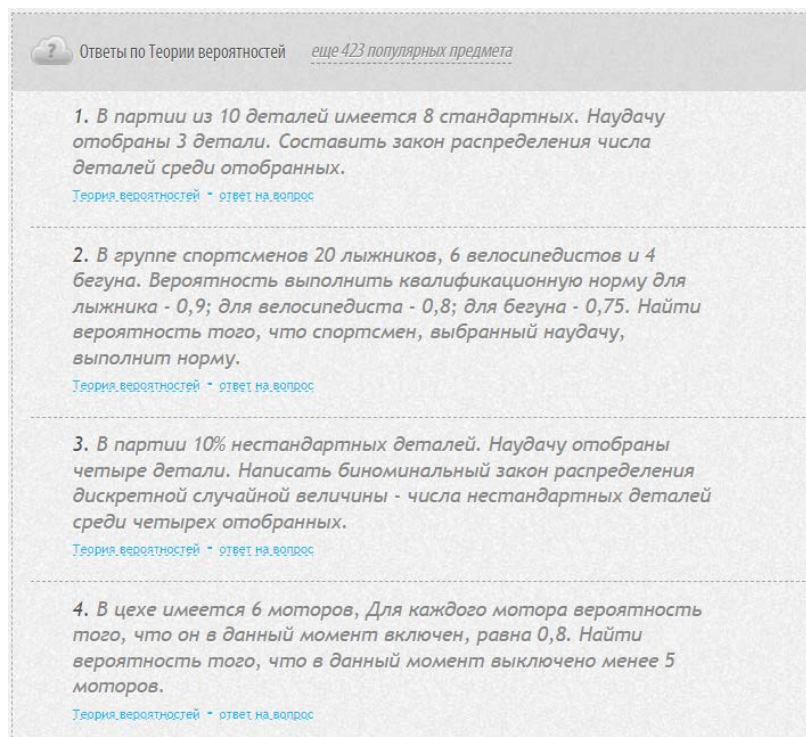 Ответы по Теории вероятностей еще 423 популярных предмета
1. В партии из 10 деталей имеется 8 стандартных. Наудачу
отобраны 3 детали. Составить закон распределения числа
деталей среди отобранных.
Теория вероятностей - ответ на вопрос
2. В группе спортсменов 20 лыжников, 6 велосипедистов и 4
бегуна. Вероятность выполнить квалификационную норму для
лыжника - 0,9; для велосипедиста - 0,8; для бегуна - 0,75. Найти
вероятность того, что спортсмен, выбранный наудачу,
выполнит норму.
Теория вероятностей - ответ на вопрос
3. В партии 10% нестандартных деталей. Наудачу отобраны
четыре детали. Написать биноминальный закон распределения
дискретной случайной величины - числа нестандартных деталей
среди четырех отобранных.
Теория вероятностей - ответ на вопрос
4. В цехе имеется 6 моторов, Для каждого мотора вероятность
того, что он в данный момент включен, равна 0,8. Найти
вероятность того, что в данный момент выключено менее 5
моторов.
Теория вероятностей - ответ на вопрос